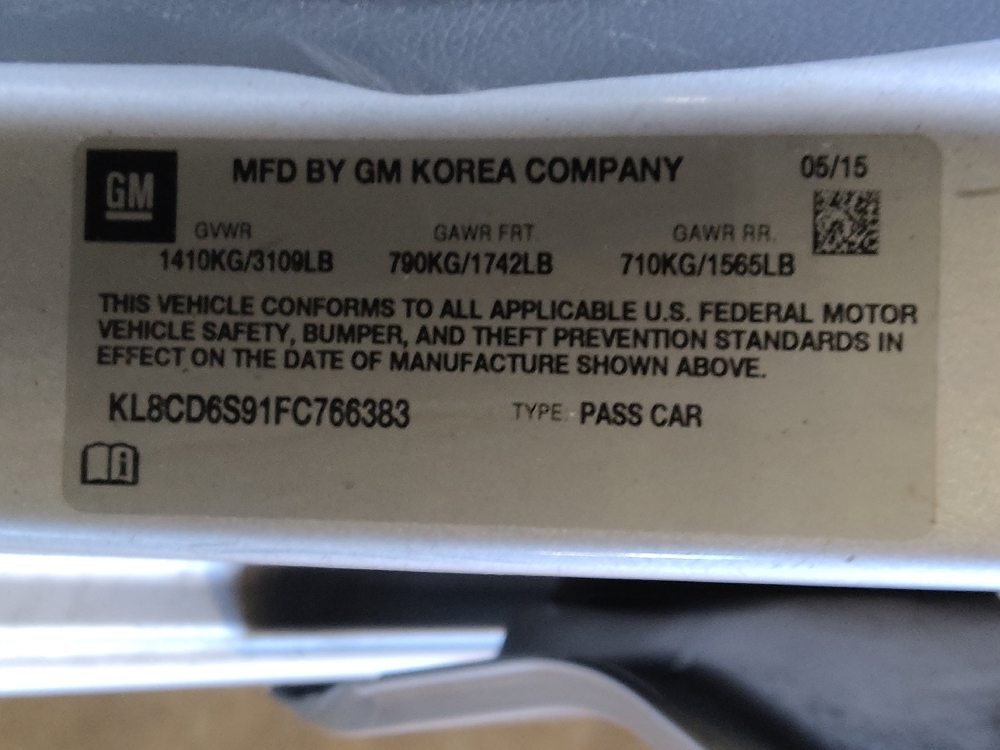 GM
MFD BY GM KOREA COMPANY 05/15
GVWR GAWR FRT. GAWR RR.
1410KG/3109LB 790KG/1742LB 710KG/1565LB
THIS VEHICLE CONFORMS TO ALL APPLICABLE U.S. FEDERAL MOTOR
VEHICLE SAFETY, BUMPER, AND THEFT PREVENTION STANDARDS IN
EFFECT ON THE DATE OF MANUFACTURE SHOWN ABOVE.
KL8CD6S91FC766383 TYPE: PASS CAR